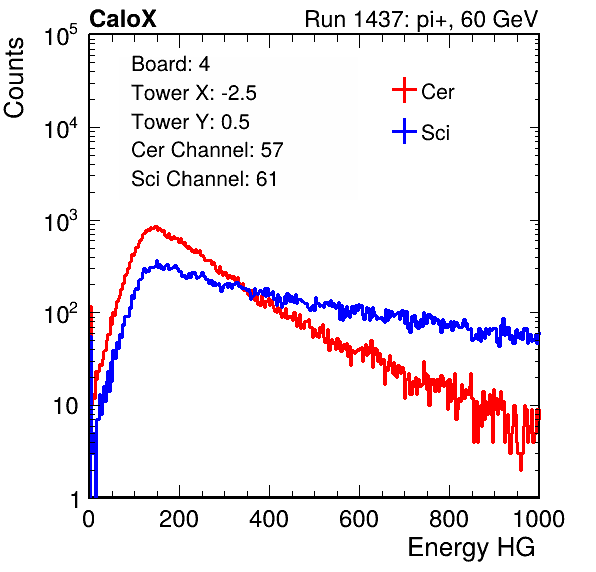 CaloX Run 1437: pi+, 60 GeV
Counts
Board: 4
Tower X: -2.5
Tower Y: 0.5
Cer Channel: 57
Sci Channel: 61
Cer
Sci
10^5
10^4
10^3
10^2
10
1
0 200 400 600 800 1000
Energy HG